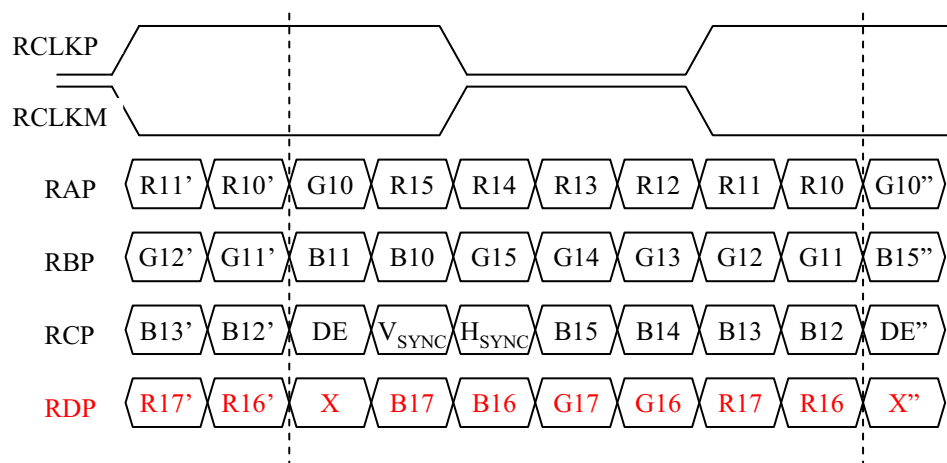 RCLKP
RCLKM
RAP R11’ R10’ G10 R15 R14 R13 R12 R11 R10 G10”
RBP G12’ G11’ B11 B10 G15 G14 G13 G12 G11 B15”
RCP B13’ B12’ DE VSYNC HSYNC B15 B14 B13 B12 DE”
RDP R17’ R16’ X B17 B16 G17 G16 R17 R16 X”